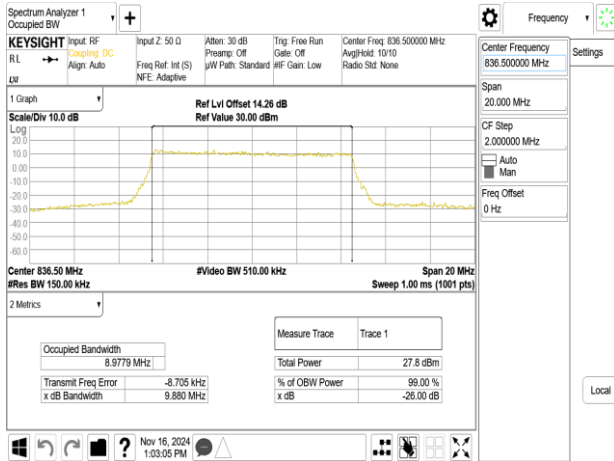 Spectrum Analyzer 1
Occupied BW
Frequency
KEYSIGHT
RL
Input: RF
Coupling: DC
Align: Auto
Input Z: 50 Ω
Freq Ref: Int (S)
NFE: Adaptive
Atten: 30 dB
Preamp: Off
µW Path: Standard
Trig: Free Run
Gate: Off
#IF Gain: Low
Center Freq: 836.500000 MHz
Avg|Hold: 10/10
Radio Std: None
LXI
Center Frequency
836.500000 MHz
Settings
Span
20.000 MHz
CF Step
2.000000 MHz
Auto
Man
Freq Offset
0 Hz
Local
1 Graph
Scale/Div 10.0 dB
Ref Lvl Offset 14.26 dB
Ref Value 30.00 dBm
Log
20.0
10.0
0.00
-10.0
-20.0
-30.0
-40.0
-50.0
-60.0
Center 836.50 MHz
#Video BW 510.00 kHz
Span 20 MHz
#Res BW 150.00 kHz
Sweep 1.00 ms (1001 pts)
2 Metrics
Measure Trace
Trace 1
Occupied Bandwidth
8.9779 MHz
Total Power
27.8 dBm
Transmit Freq Error
-8.705 kHz
% of OBW Power
99.00 %
x dB Bandwidth
9.880 MHz
x dB
-26.00 dB
Nov 16, 2024
1:03:05 PM